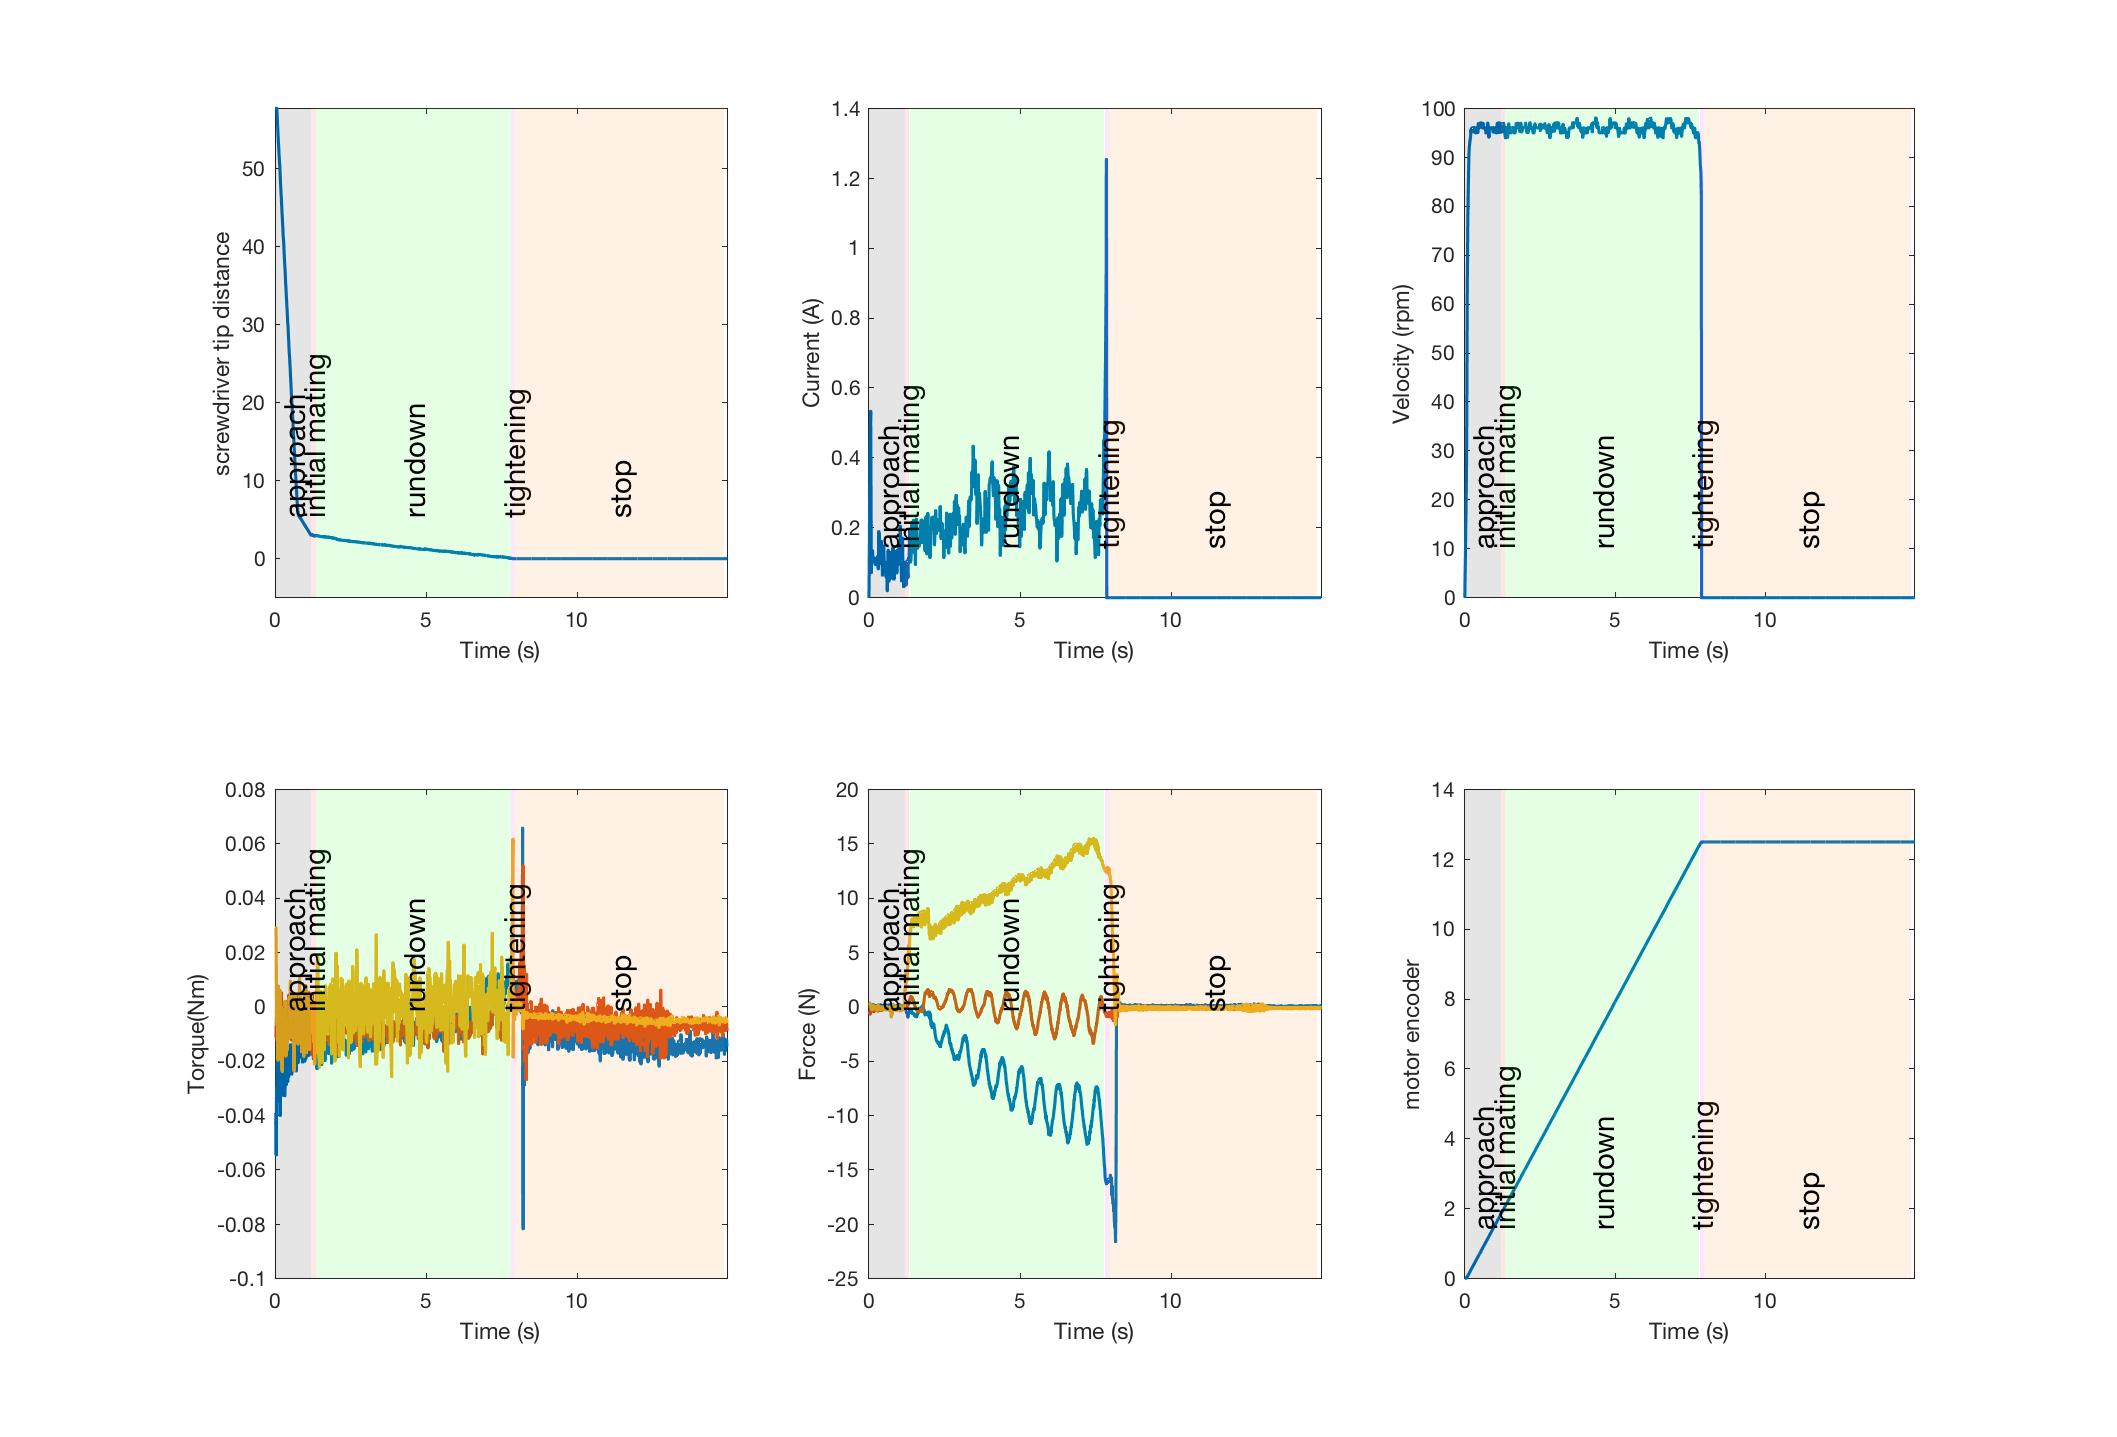 screwdriver tip distance
50
40
30
20
10
0
approach
initial mating
rundown
tightening
stop
0 5 10
Time (s)
Current (A)
1.4
1.2
1
0.8
0.6
0.4
0.2
0
approach
initial mating
rundown
tightening
stop
0 5 10
Time (s)
Velocity (rpm)
100
90
80
70
60
50
40
30
20
10
0
approach
initial mating
rundown
tightening
stop
0 5 10
Time (s)
Torque(Nm)
0.08
0.06
0.04
0.02
0
-0.02
-0.04
-0.06
-0.08
-0.1
approach
initial mating
rundown
tightening
stop
0 5 10
Time (s)
Force (N)
20
15
10
5
0
-5
-10
-15
-20
-25
approach
initial mating
rundown
tightening
stop
0 5 10
Time (s)
motor encoder
14
12
10
8
6
4
2
0
approach
initial mating
rundown
tightening
stop
0 5 10
Time (s)